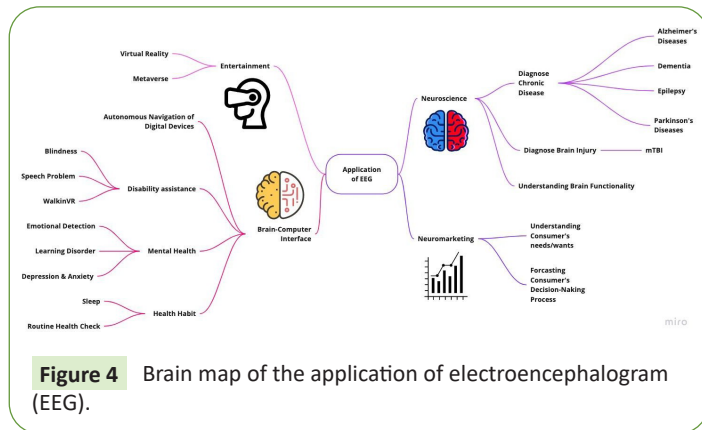 Virtual Reality
Metaverse
Entertainment
Autonomous Navigation of
Digital Devices
Blindness
Speech Problem
WalkinVR
Disability assistance
Emotional Detection
Learning Disorder
Depression & Anxiety
Mental Health
Sleep
Routine Health Check
Health Habit
Brain-Computer
Interface
Application
of EEG
Neuroscience
Diagnose
Chronic
Disease
Alzheimer's
Diseases
Dementia
Epilepsy
Parkinson's
Diseases
Diagnose Brain Injury
mTBI
Understanding Brain Functionality
Neuromarketing
Understanding
Consumer's
needs/wants
Forcasting
Consumer's
Decision-Naking
Process
miro
Figure 4 Brain map of the application of electroencephalogram
(EEG).